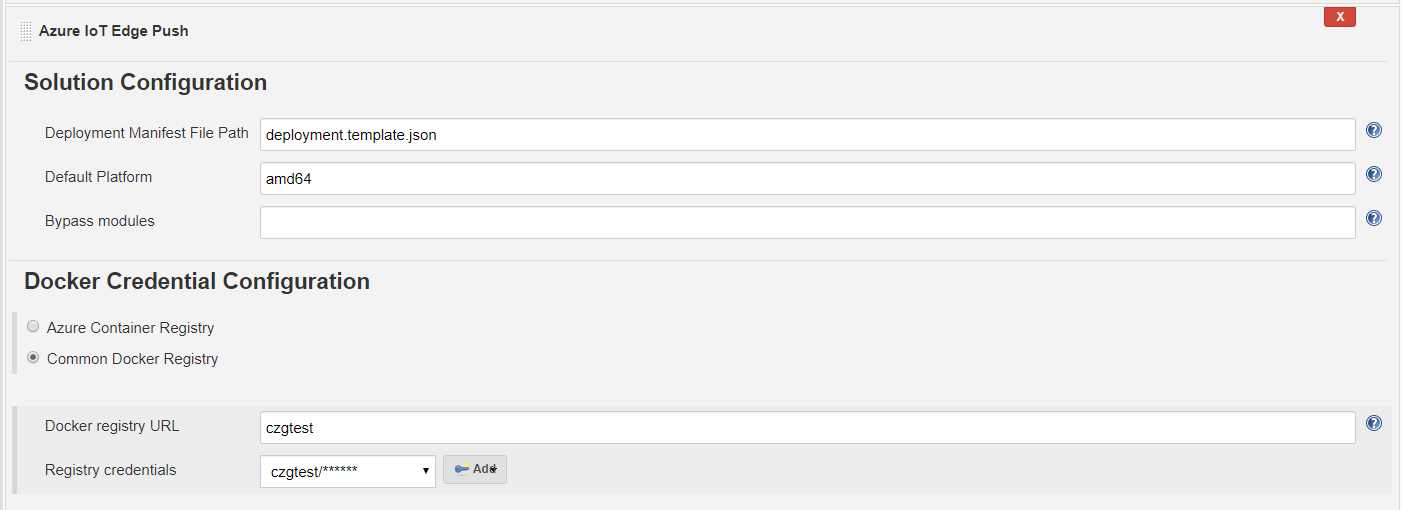 Azure IoT Edge Push
X
Solution Configuration
Deployment Manifest File Path deployment.template.json
Default Platform amd64
Bypass modules
Docker Credential Configuration
Azure Container Registry
Common Docker Registry
Docker registry URL czgtest
Registry credentials czgtest/****** Add